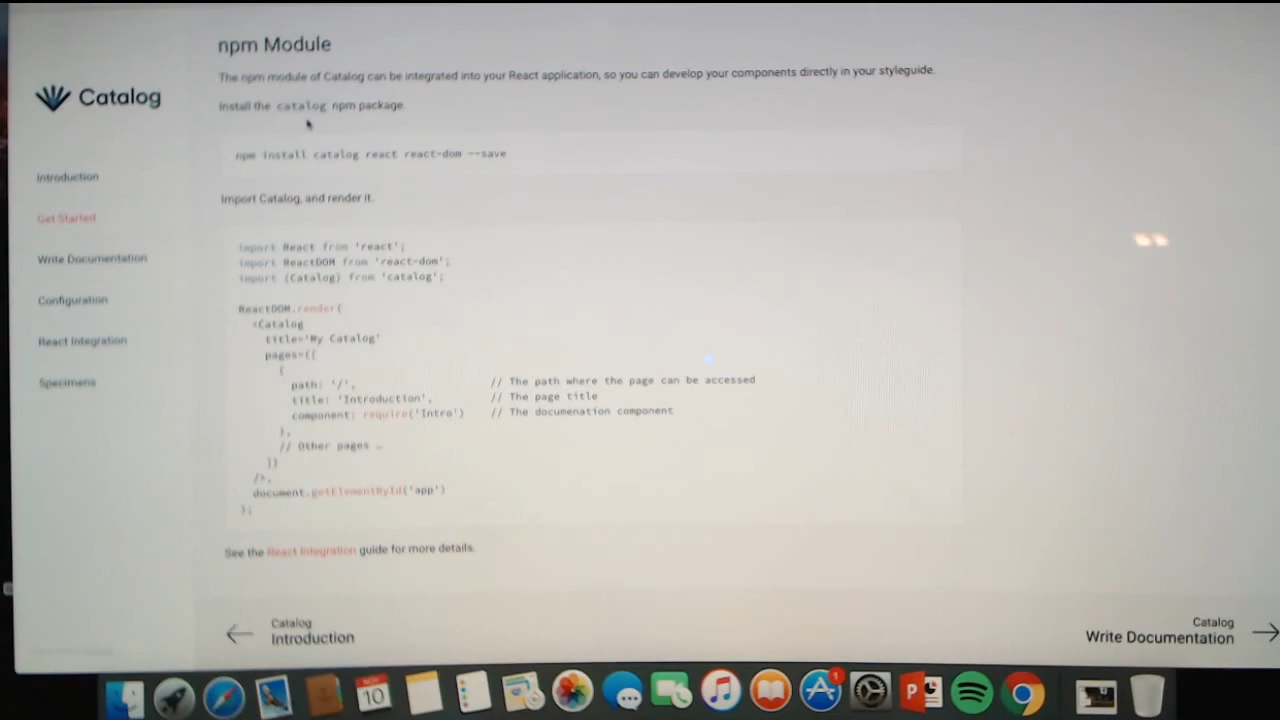 npm Module
The npm module of Catalog can be integrated into your React application, so you can develop your components directly in your styleguide.
Install the catalog npm package.
npm install catalog react react-dom --save
Import Catalog, and render it.
import React from 'react';
import ReactDOM from 'react-dom';
import {Catalog} from 'catalog';
ReactDOM.render(
<Catalog
title='My Catalog'
pages={[
{
path: '/', // The path where the page can be accessed
title: 'Introduction', // The page title
component: require('Intro') // The documenation component
},
// Other pages …
]}
/>,
document.getElementById('app')
);
See the React Integration guide for more details.
Catalog
Introduction
Get Started
Write Documentation
Configuration
React Integration
Specimens
Catalog
Introduction
Catalog
Write Documentation
NOV
10
1
P